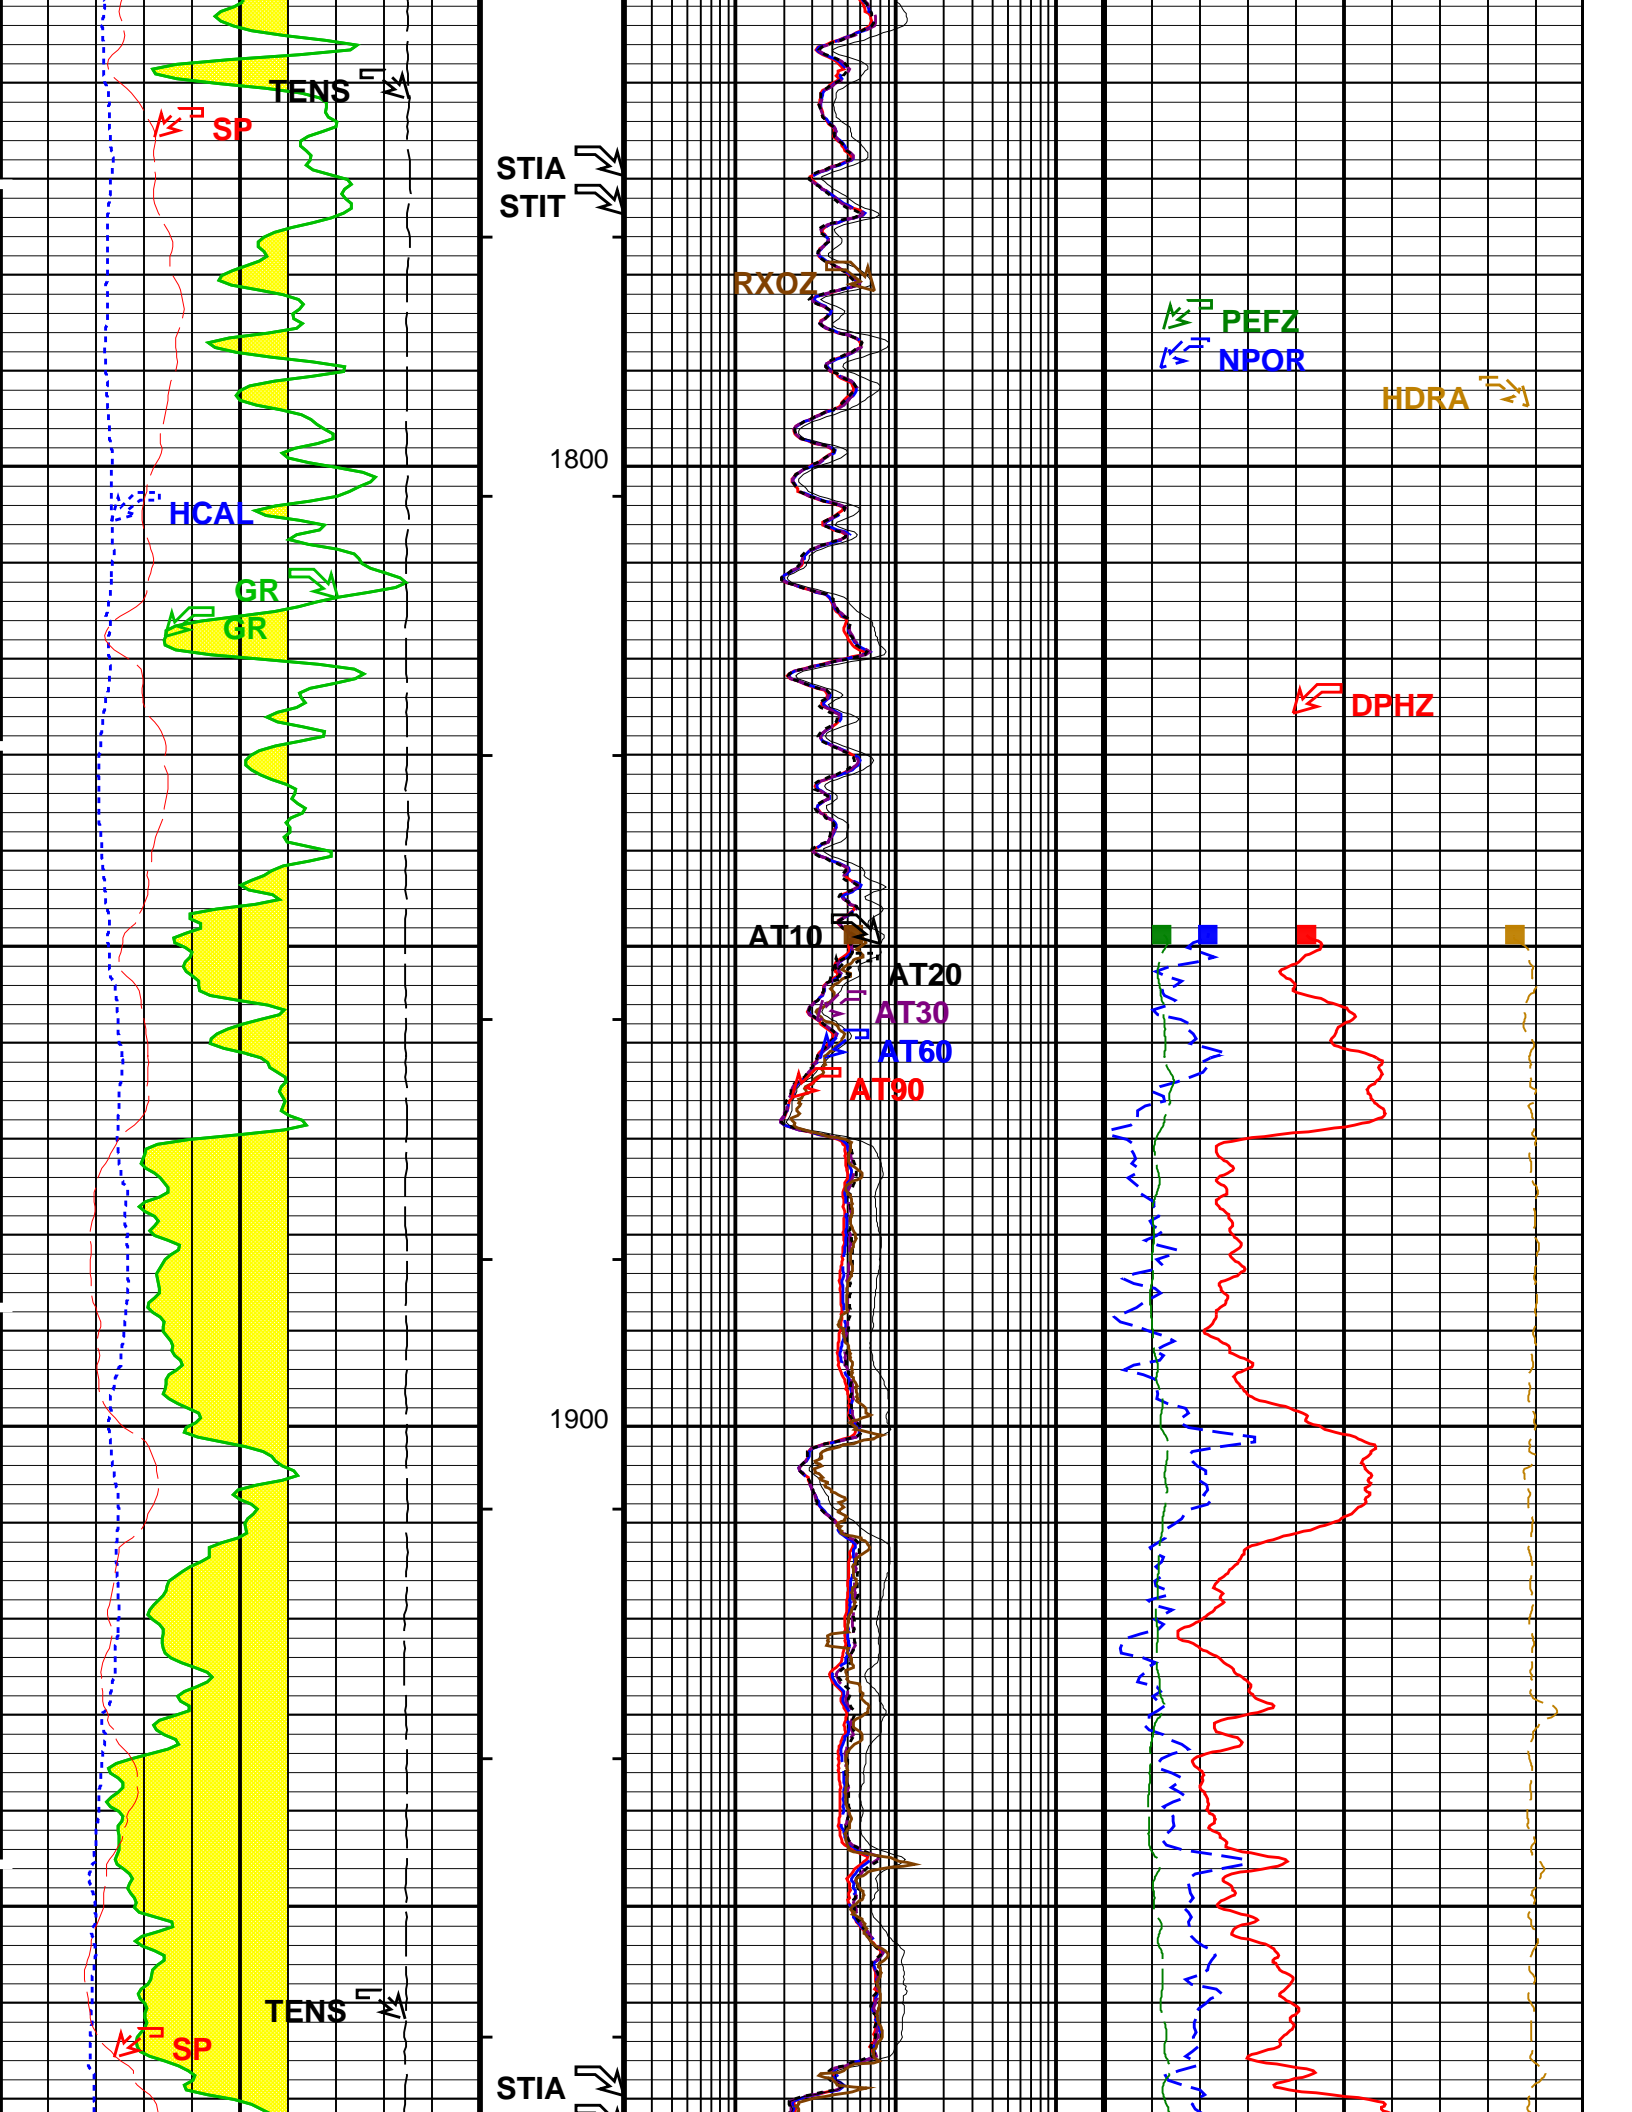 TENS
SP
STIA
STIT
RXOZ
PEFZ
NPOR
HDRA
1800
HCAL
GR
GR
DPHZ
AT10
AT20
AT30
AT60
AT90
1900
TENS
SP
STIA